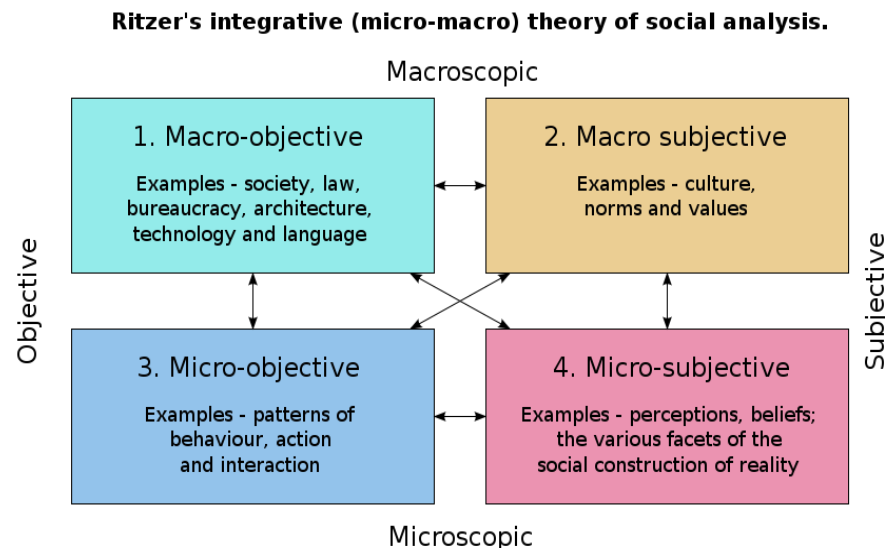 Ritzer's integrative (micro-macro) theory of social analysis.
Macroscopic
1. Macro-objective
Examples - society, law,
bureaucracy, architecture,
technology and language
2. Macro subjective
Examples - culture,
norms and values
Objective
Subjective
3. Micro-objective
Examples - patterns of
behaviour, action
and interaction
4. Micro-subjective
Examples - perceptions, beliefs;
the various facets of the
social construction of reality
Microscopic